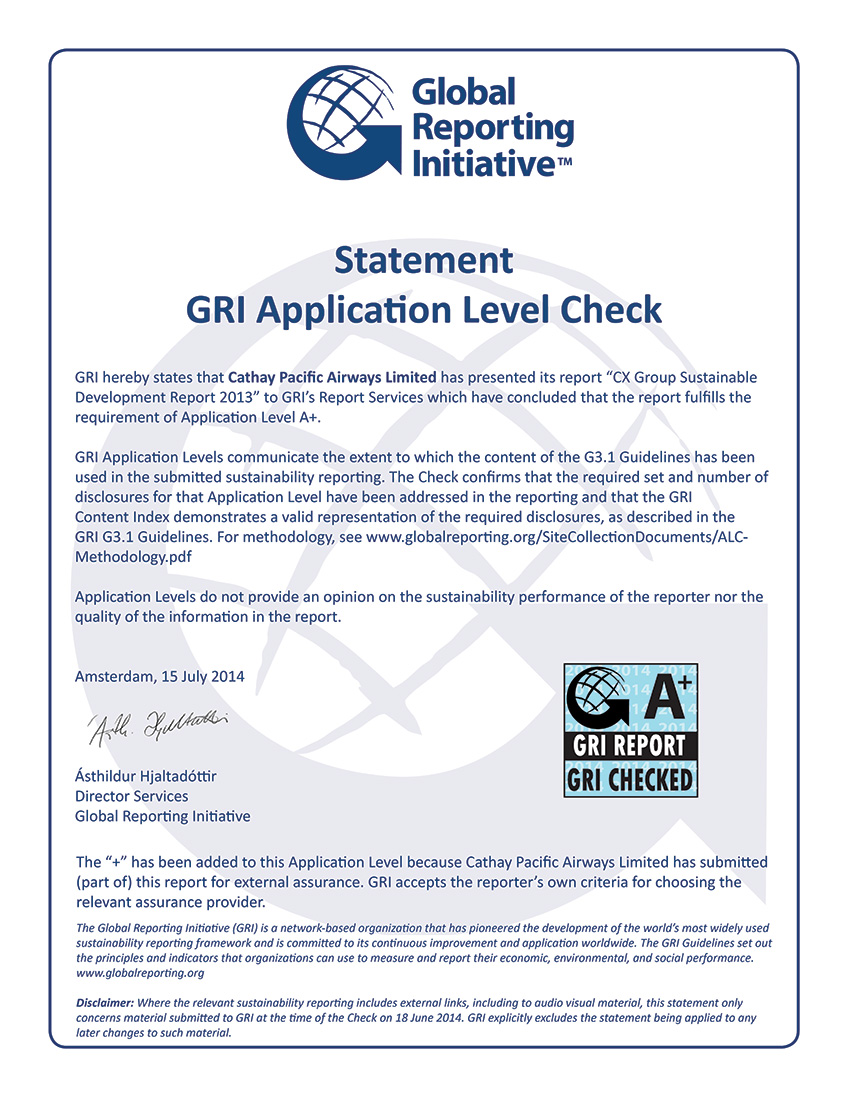 Global
Reporting
Initiative™
Statement
GRI Application Level Check
GRI hereby states that Cathay Pacific Airways Limited has presented its report “CX Group Sustainable
Development Report 2013” to GRI’s Report Services which have concluded that the report fulfills the
requirement of Application Level A+.
GRI Application Levels communicate the extent to which the content of the G3.1 Guidelines has been
used in the submitted sustainability reporting. The Check confirms that the required set and number of
disclosures for that Application Level have been addressed in the reporting and that the GRI
Content Index demonstrates a valid representation of the required disclosures, as described in the
GRI G3.1 Guidelines. For methodology, see www.globalreporting.org/SiteCollectionDocuments/ALC-
Methodology.pdf
Application Levels do not provide an opinion on the sustainability performance of the reporter nor the
quality of the information in the report.
Amsterdam, 15 July 2014
Ásthildur Hjaltadóttir
Director Services
Global Reporting Initiative
A+
GRI REPORT
GRI CHECKED
The “+” has been added to this Application Level because Cathay Pacific Airways Limited has submitted
(part of) this report for external assurance. GRI accepts the reporter’s own criteria for choosing the
relevant assurance provider.
The Global Reporting Initiative (GRI) is a network-based organization that has pioneered the development of the world’s most widely used
sustainability reporting framework and is committed to its continuous improvement and application worldwide. The GRI Guidelines set out
the principles and indicators that organizations can use to measure and report their economic, environmental, and social performance.
www.globalreporting.org
Disclaimer: Where the relevant sustainability reporting includes external links, including to audio visual material, this statement only
concerns material submitted to GRI at the time of the Check on 18 June 2014. GRI explicitly excludes the statement being applied to any
later changes to such material.